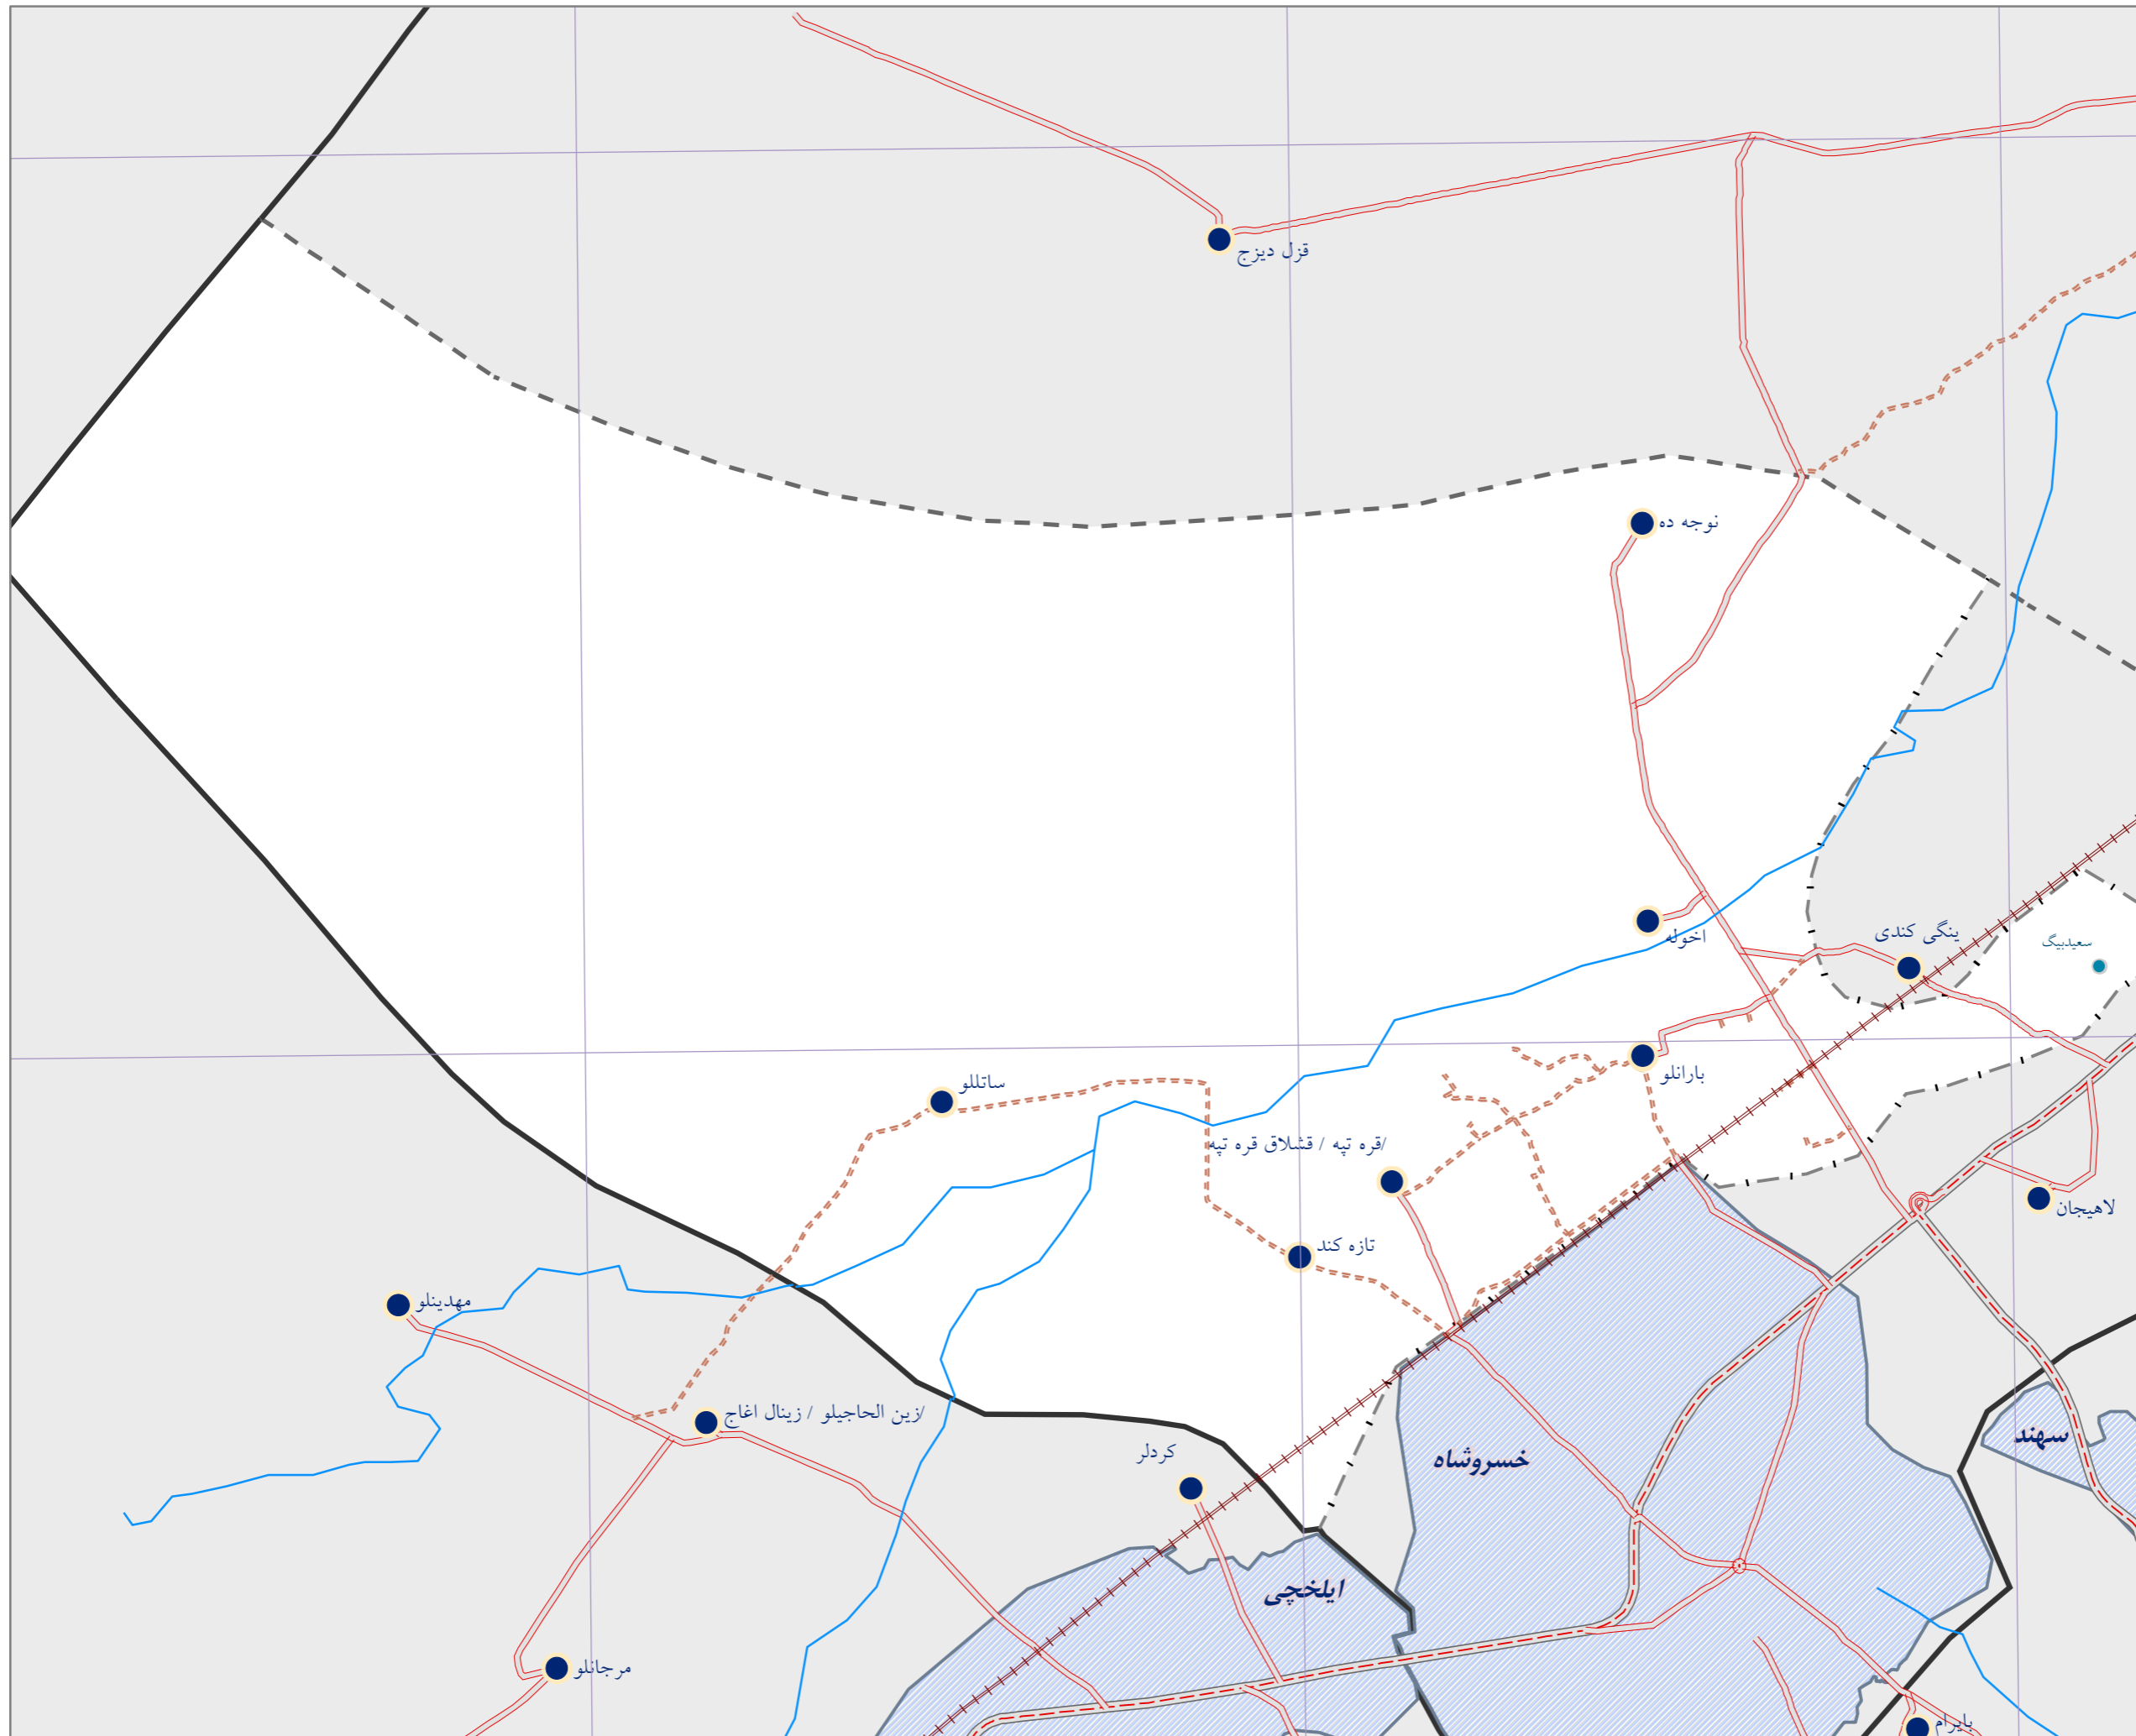 قزل دیزج
نوجه ده
اخوله
ینگی کندی
سعیدبیگ
بارانلو
ساتللو
قره تپه / قشلاق قره تپه/
لاهیجان
تازه کند
مهدینلو
زین الحاجیلو / زینال اغاج/
کردلر
خسروشاه
سهند
ایلخچی
مرجانلو
بایرام